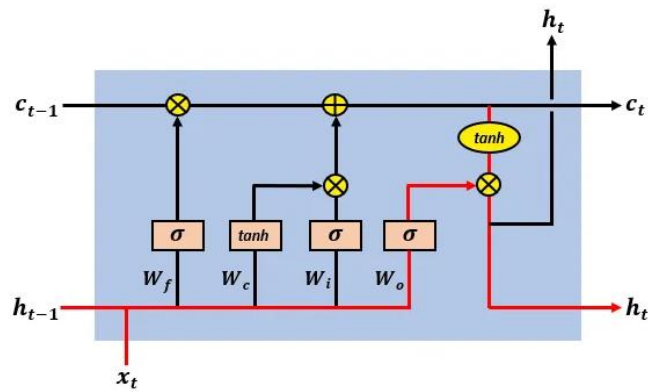 h_t
c_{t-1} c_t
tanh
σ tanh σ σ
W_f W_c W_i W_o
h_{t-1} h_t
x_t